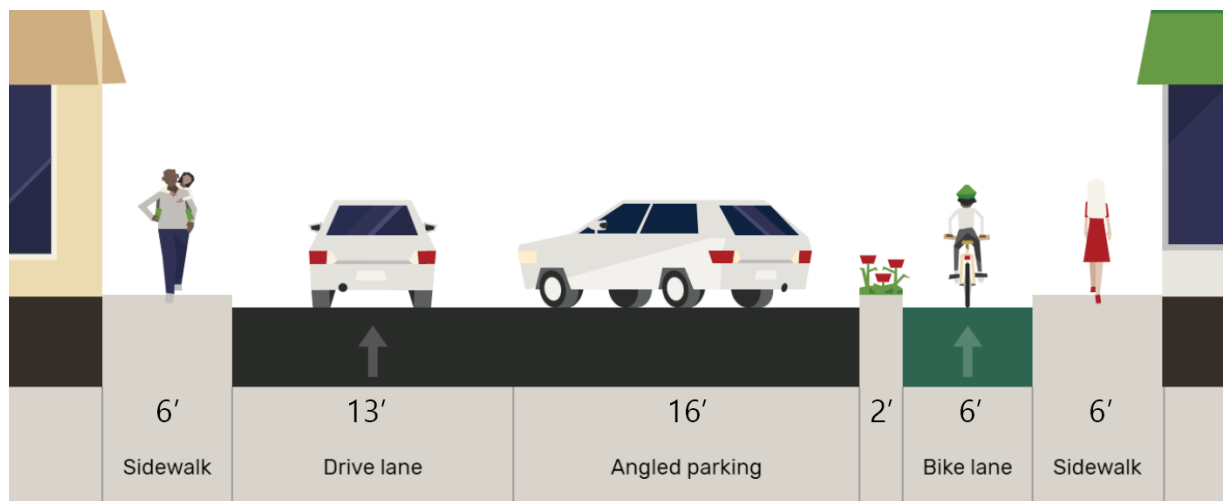 6’ 13’ 16’ 2’ 6’ 6’
Sidewalk Drive lane Angled parking Bike lane Sidewalk